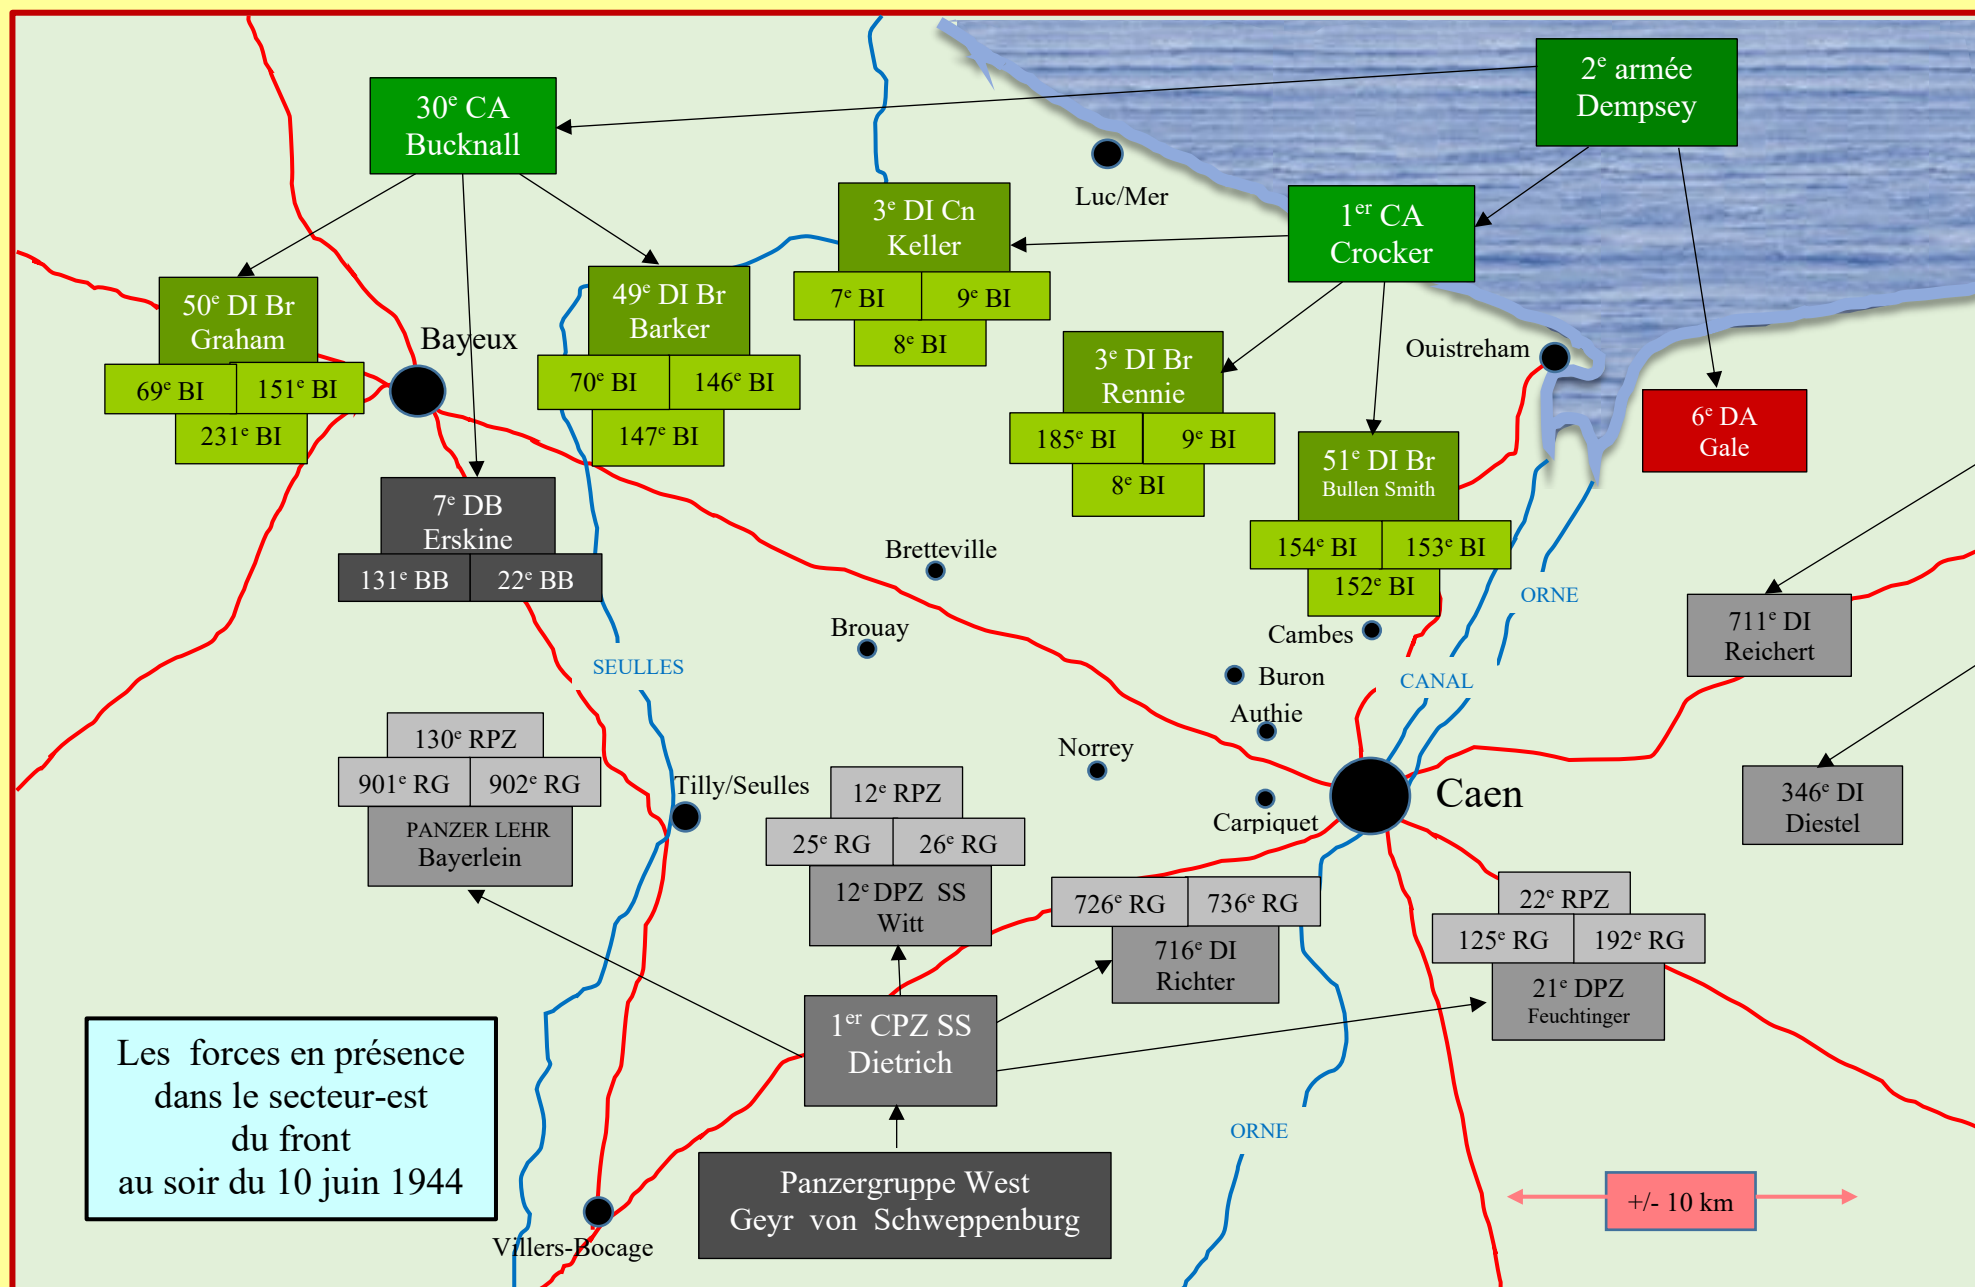 2e armée
Dempsey
30e CA
Bucknall
Luc/Mer
3e DI Cn
Keller
7e BI
9e BI
8e BI
1er CA
Crocker
50e DI Br
Graham
69e BI
151e BI
231e BI
Bayeux
49e DI Br
Barker
70e BI
146e BI
147e BI
3e DI Br
Rennie
185e BI
9e BI
8e BI
Ouistreham
6e DA
Gale
51e DI Br
Bullen Smith
154e BI
153e BI
152e BI
7e DB
Erskine
131e BB
22e BB
Bretteville
Brouay
ORNE
Cambes
711e DI
Reichert
SEULLES
Buron
CANAL
Authie
130e RPZ
901e RG
902e RG
PANZER LEHR
Bayerlein
Tilly/Seulles
Norrey
12e RPZ
25e RG
26e RG
12e DPZ SS
Witt
Caen
Carpiquet
346e DI
Diestel
726e RG
736e RG
716e DI
Richter
22e RPZ
125e RG
192e RG
21e DPZ
Feuchtinger
1er CPZ SS
Dietrich
Les forces en présence
dans le secteur-est
du front
au soir du 10 juin 1944
ORNE
Panzergruppe West
Geyr von Schweppenburg
+/- 10 km
Villers-Bocage